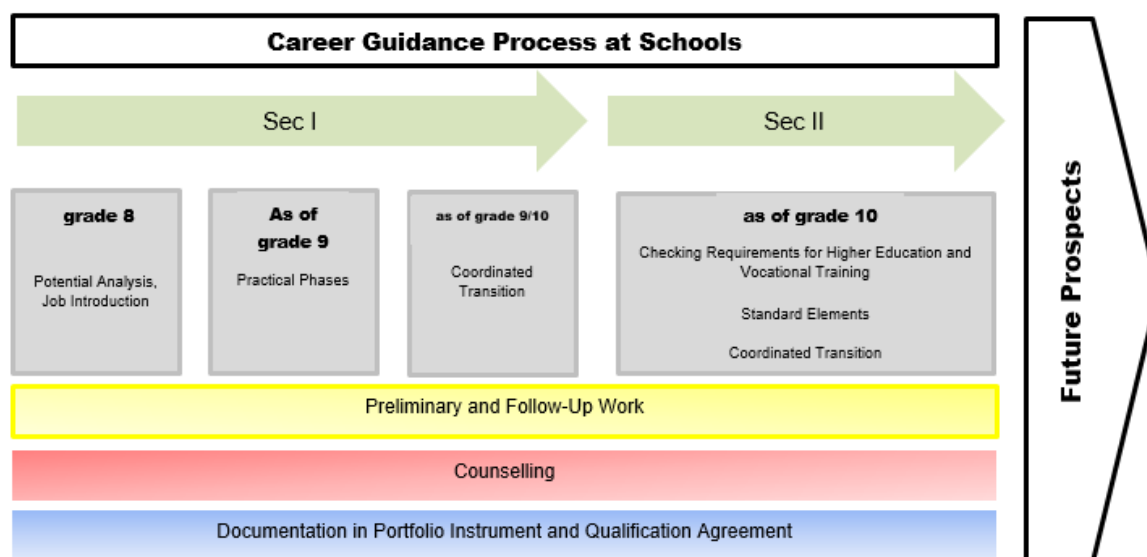 Career Guidance Process at Schools
Sec I
Sec II
grade 8
Potential Analysis,
Job Introduction
As of
grade 9
Practical Phases
as of grade 9/10
Coordinated
Transition
as of grade 10
Checking Requirements for Higher Education and
Vocational Training
Standard Elements
Coordinated Transition
Preliminary and Follow-Up Work
Counselling
Documentation in Portfolio Instrument and Qualification Agreement
Future Prospects